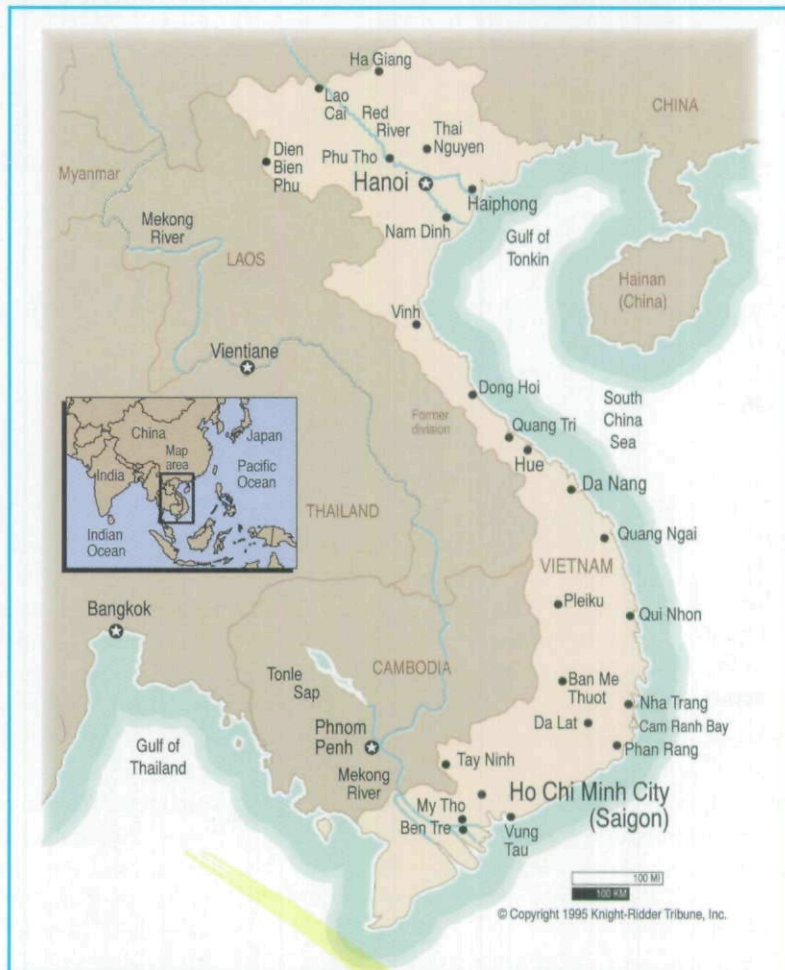 Ha Giang
CHINA
Lao
Cai
Red
River
Thai
Nguyen
Phu Tho
Dien
Bien
Phu
Myanmar
Hanoi
Haiphong
Mekong
River
Nam Dinh
Gulf of
Tonkin
LAOS
Hainan
(China)
Vinh
Vientiane
Dong Hoi
South
China
Sea
Former
division
Quang Tri
Hue
China
Japan
Map
area
India
Pacific
Ocean
Indian
Ocean
Da Nang
THAILAND
Quang Ngai
VIETNAM
Pleiku
Qui Nhon
Bangkok
CAMBODIA
Tonle
Sap
Ban Me
Thuot
Nha Trang
Da Lat
Cam Ranh Bay
Phnom
Penh
Phan Rang
Gulf of
Thailand
Tay Ninh
Mekong
River
Ho Chi Minh City
(Saigon)
My Tho
Ben Tre
Vung
Tau
100 MI
100 KM
© Copyright 1995 Knight-Ridder Tribune, Inc.